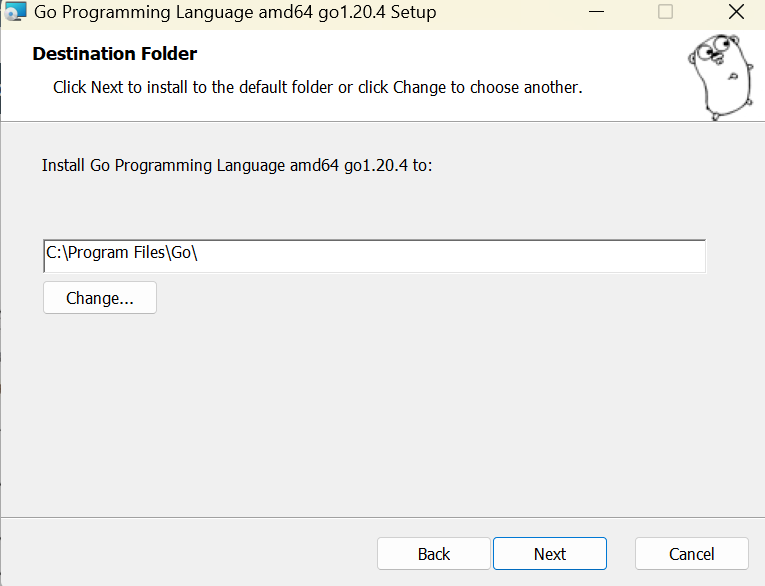 Go Programming Language amd64 go1.20.4 Setup
Destination Folder
Click Next to install to the default folder or click Change to choose another.
Install Go Programming Language amd64 go1.20.4 to:
C:\Program Files\Go\
Change...
Back
Next
Cancel